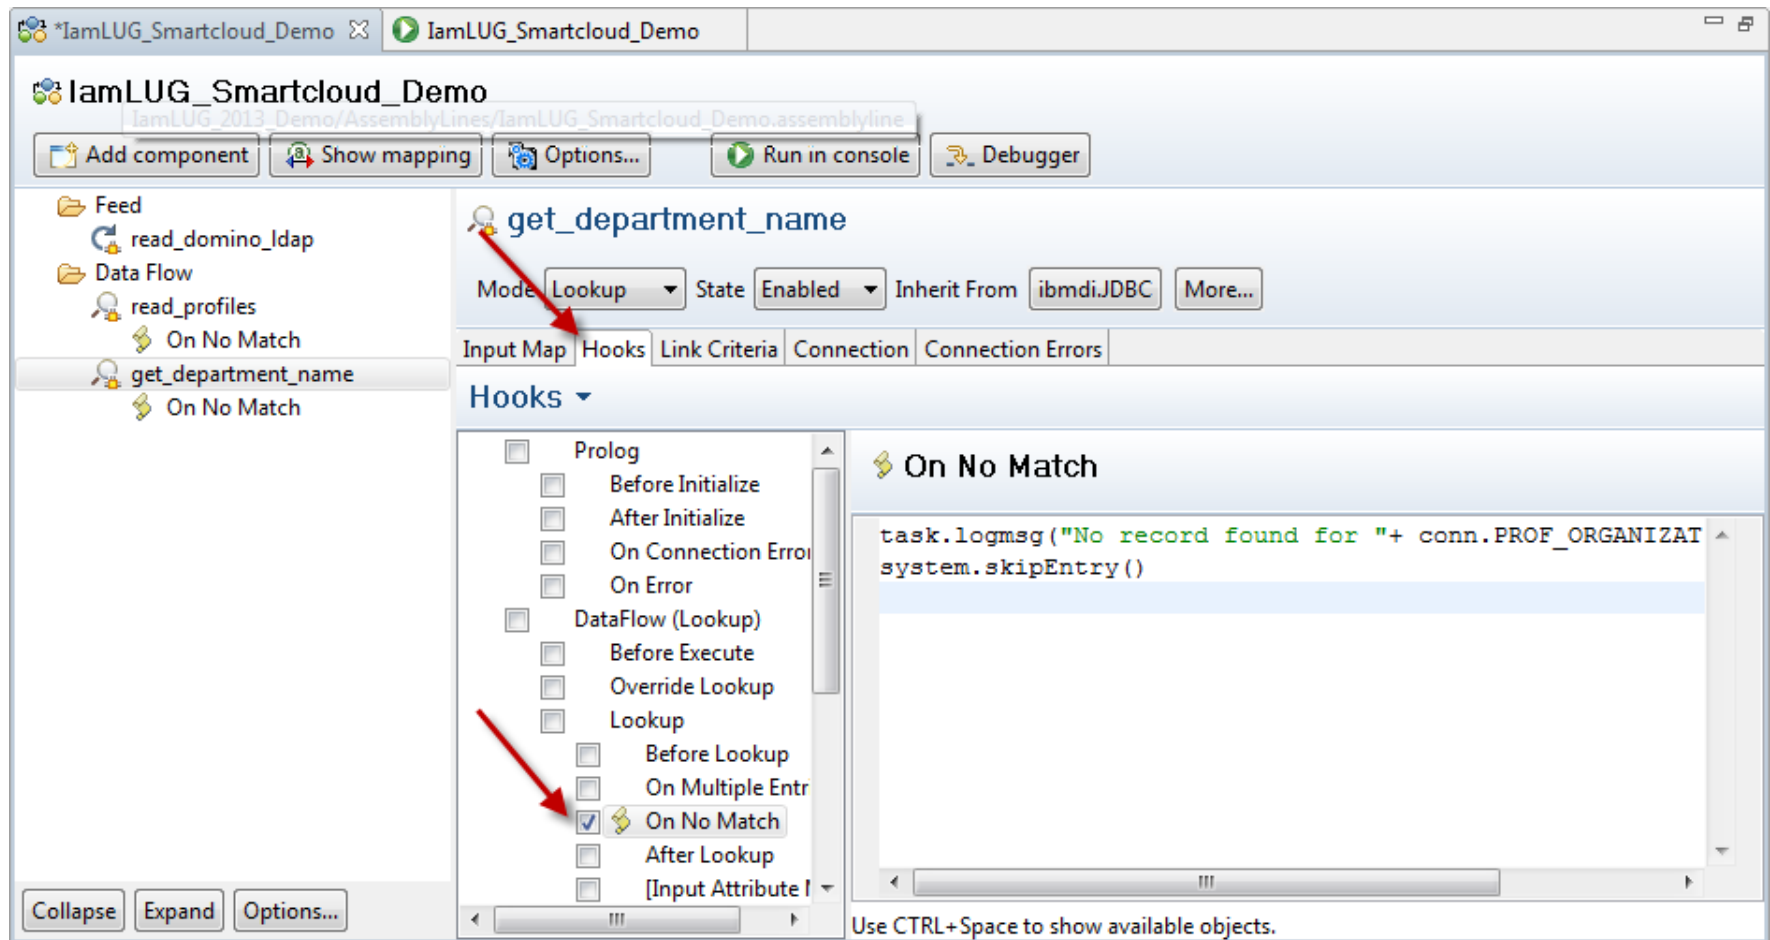 *IamLUG_Smartcloud_Demo
IamLUG_Smartcloud_Demo
IamLUG_Smartcloud_Demo
IamLUG_2013_Demo/AssemblyLines/IamLUG_Smartcloud_Demo.assemblyline
Add component
Show mapping
Options...
Run in console
Debugger
Feed
read_domino_ldap
Data Flow
read_profiles
On No Match
get_department_name
On No Match
Collapse
Expand
Options...
get_department_name
Mode Lookup State Enabled Inherit From ibmdi.JDBC More...
Input Map Hooks Link Criteria Connection Connection Errors
Hooks
Prolog
Before Initialize
After Initialize
On Connection Error
On Error
DataFlow (Lookup)
Before Execute
Override Lookup
Lookup
Before Lookup
On Multiple Entr
On No Match
After Lookup
[Input Attribute M
On No Match
task.logmsg("No record found for "+ conn.PROF_ORGANIZAT
system.skipEntry()
Use CTRL+Space to show available objects.